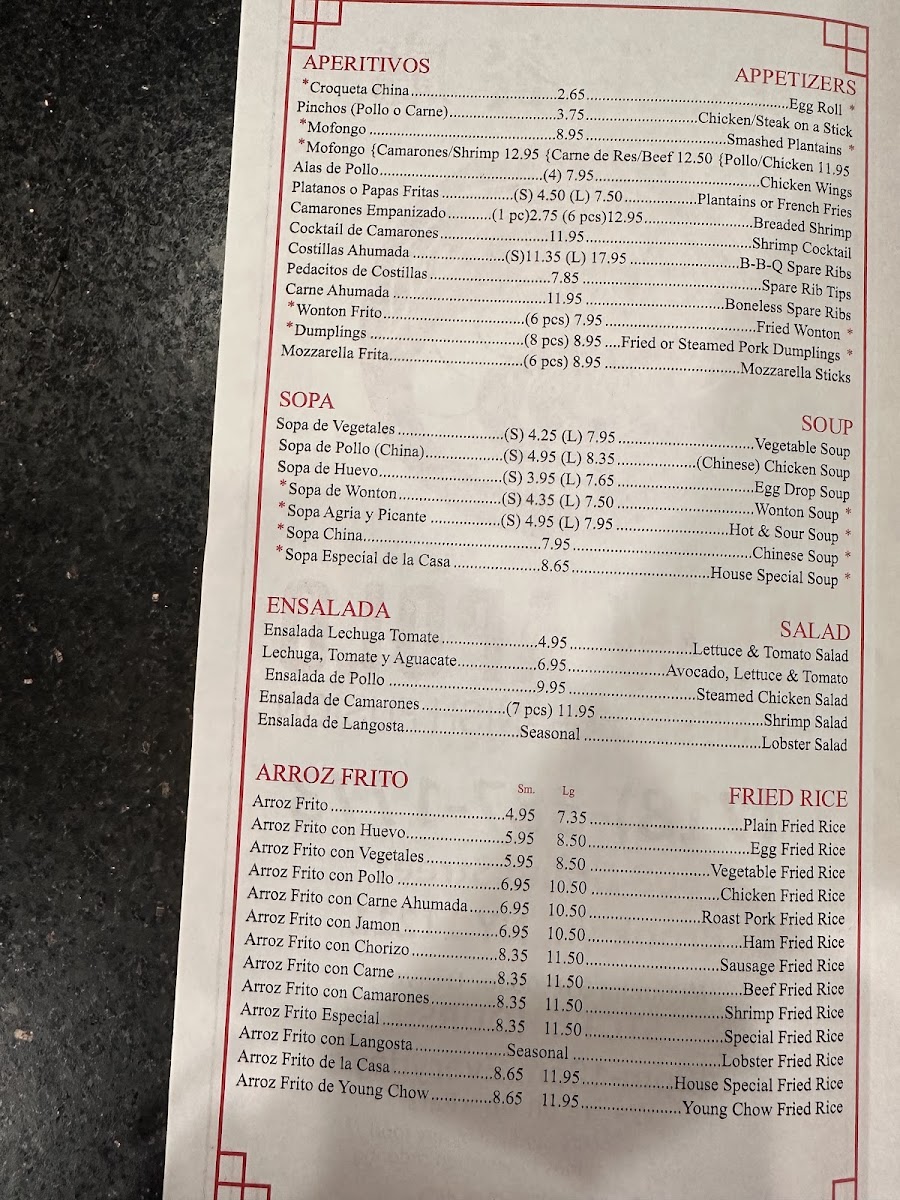 APERITIVOS APPETIZERS
*Croqueta China..............................2.65..............................Egg Roll *
Pinchos (Pollo o Carne)..............................3.75..............................Chicken/Steak on a Stick
*Mofongo ..............................8.95..............................Smashed Plantains *
*Mofongo {Camarones/Shrimp 12.95 {Carne de Res/Beef 12.50 {Pollo/Chicken 11.95
Alas de Pollo..............................(4) 7.95..............................Chicken Wings
Platanos o Papas Fritas ....................(S) 4.50 (L) 7.50....................Plantains or French Fries
Camarones Empanizado..........(1 pc)2.75 (6 pcs)12.95....................Breaded Shrimp
Cocktail de Camarones..............................11.95..............................Shrimp Cocktail
Costillas Ahumada ....................(S)11.35 (L) 17.95 ....................B-B-Q Spare Ribs
Pedacitos de Costillas..............................7.85 ..............................Spare Rib Tips
Carne Ahumada ..............................11.95 ..............................Boneless Spare Ribs
*Wonton Frito..............................(6 pcs) 7.95 ..............................Fried Wonton *
*Dumplings ..............................(8 pcs) 8.95 ....Fried or Steamed Pork Dumplings *
Mozzarella Frita..............................(6 pcs) 8.95 ..............................Mozzarella Sticks
SOPA SOUP
Sopa de Vegetales ....................(S) 4.25 (L) 7.95 ....................Vegetable Soup
Sopa de Pollo (China)....................(S) 4.95 (L) 8.35 ....................(Chinese) Chicken Soup
Sopa de Huevo....................(S) 3.95 (L) 7.65 ....................Egg Drop Soup
*Sopa de Wonton....................(S) 4.35 (L) 7.50 ....................Wonton Soup *
*Sopa Agria y Picante ....................(S) 4.95 (L) 7.95 ....................Hot & Sour Soup *
*Sopa China..............................7.95 ..............................Chinese Soup *
*Sopa Especial de la Casa ....................8.65..............................House Special Soup *
ENSALADA SALAD
Ensalada Lechuga Tomate ....................4.95 ....................Lettuce & Tomato Salad
Lechuga, Tomate y Aguacate....................6.95 ....................Avocado, Lettuce & Tomato
Ensalada de Pollo ..............................9.95 ....................Steamed Chicken Salad
Ensalada de Camarones....................(7 pcs) 11.95 ..............................Shrimp Salad
Ensalada de Langosta....................Seasonal ..............................Lobster Salad
ARROZ FRITO Sm. Lg FRIED RICE
Arroz Frito ..............................4.95 7.35..............................Plain Fried Rice
Arroz Frito con Huevo....................5.95 8.50..............................Egg Fried Rice
Arroz Frito con Vegetales ....................5.95 8.50....................Vegetable Fried Rice
Arroz Frito con Pollo ....................6.95 10.50....................Chicken Fried Rice
Arroz Frito con Carne Ahumada.......6.95 10.50....................Roast Pork Fried Rice
Arroz Frito con Jamon ....................6.95 10.50....................Ham Fried Rice
Arroz Frito con Chorizo ....................8.35 11.50....................Sausage Fried Rice
Arroz Frito con Carne ....................8.35 11.50....................Beef Fried Rice
Arroz Frito con Camarones...............8.35 11.50....................Shrimp Fried Rice
Arroz Frito Especial ....................8.35 11.50....................Special Fried Rice
Arroz Frito con Langosta ....................Seasonal ....................Lobster Fried Rice
Arroz Frito de la Casa ....................8.65 11.95....................House Special Fried Rice
Arroz Frito de Young Chow.............8.65 11.95....................Young Chow Fried Rice